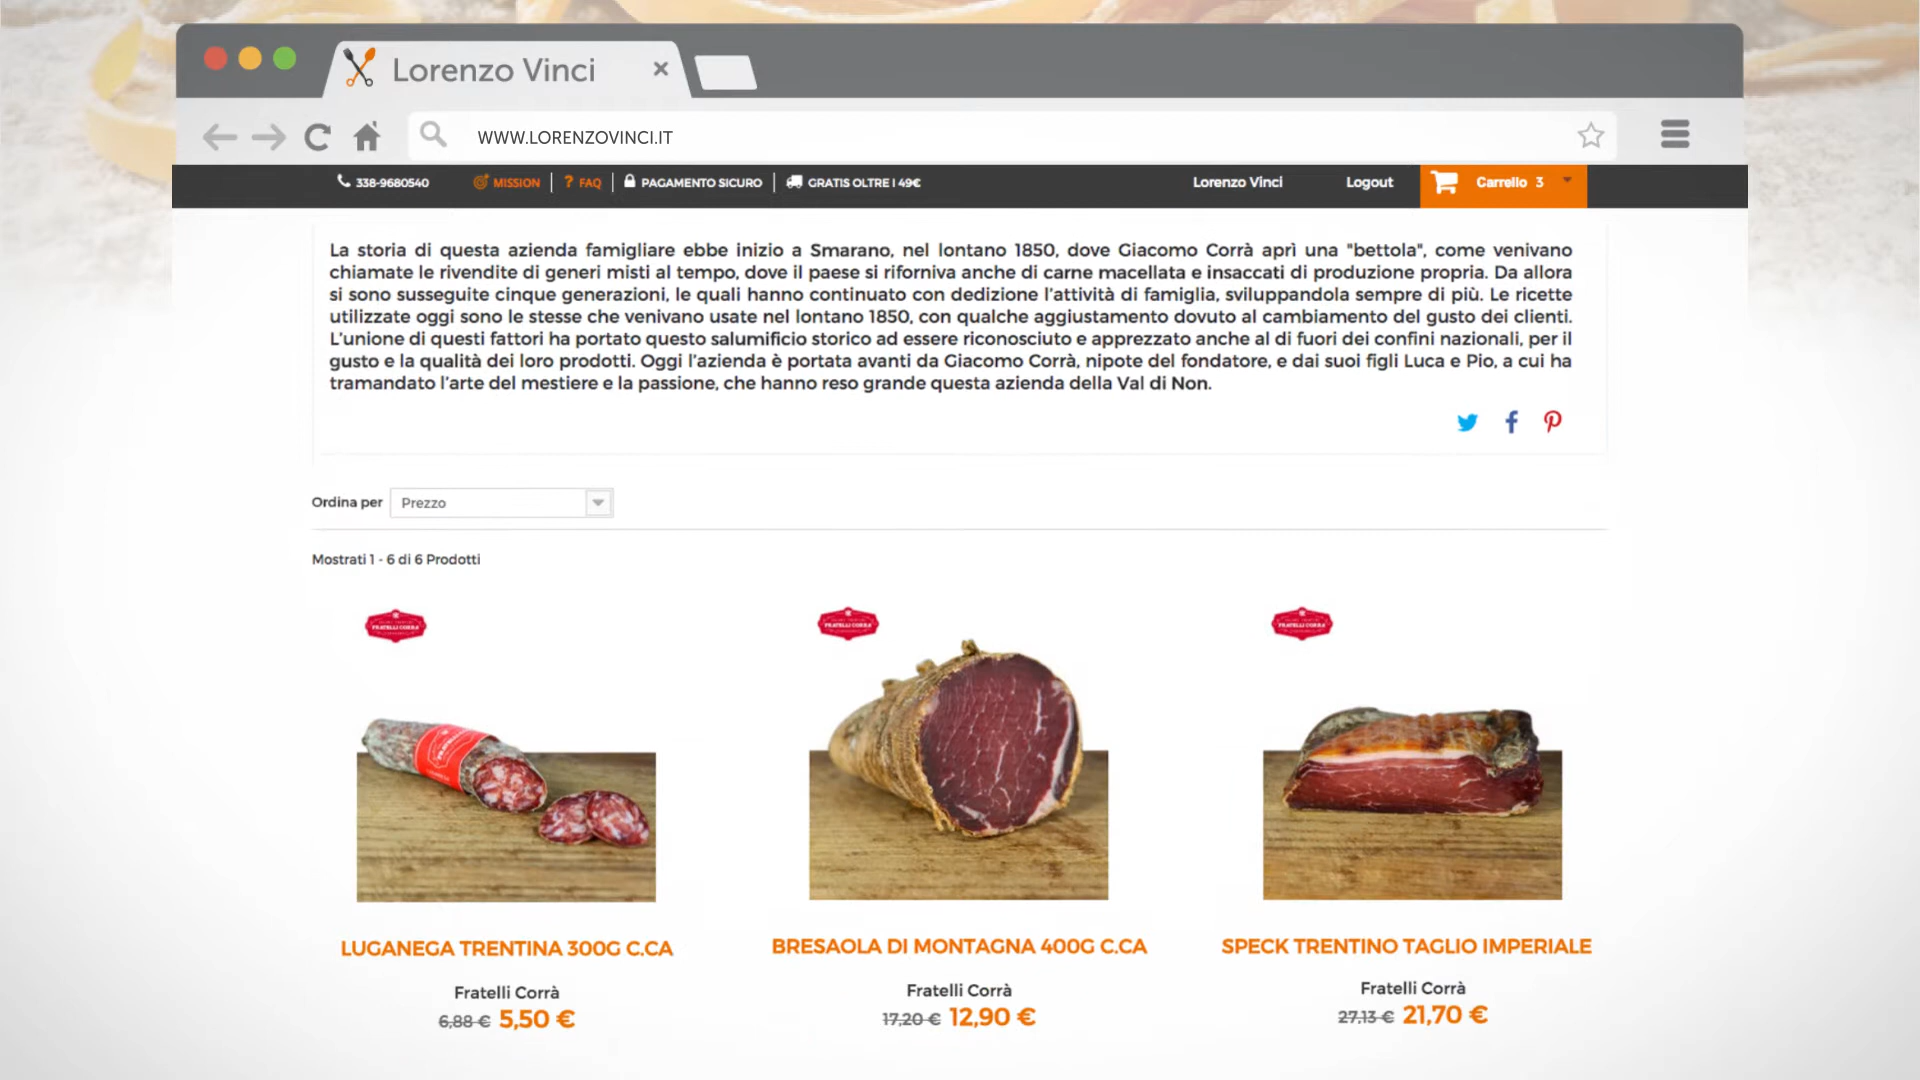 Lorenzo Vinci
WWW.LORENZOVINCI.IT
338-9680540 MISSION ? FAQ PAGAMENTO SICURO GRATIS OLTRE I 49€ Lorenzo Vinci Logout Carrello 3
La storia di questa azienda famigliare ebbe inizio a Smarano, nel lontano 1850, dove Giacomo Corrà aprì una "bettola", come venivano
chiamate le rivendite di generi misti al tempo, dove il paese si riforniva anche di carne macellata e insaccati di produzione propria. Da allora
si sono susseguite cinque generazioni, le quali hanno continuato con dedizione l'attività di famiglia, sviluppandola sempre di più. Le ricette
utilizzate oggi sono le stesse che venivano usate nel lontano 1850, con qualche aggiustamento dovuto al cambiamento del gusto dei clienti.
L'unione di questi fattori ha portato questo salumificio storico ad essere riconosciuto e apprezzato anche al di fuori dei confini nazionali, per il
gusto e la qualità dei loro prodotti. Oggi l'azienda è portata avanti da Giacomo Corrà, nipote del fondatore, e dai suoi figli Luca e Pio, a cui ha
tramandato l'arte del mestiere e la passione, che hanno reso grande questa azienda della Val di Non.
Ordina per Prezzo
Mostrati 1 - 6 di 6 Prodotti
FRATELLI CORRÀ FRATELLI CORRÀ FRATELLI CORRÀ
LUGANEGA TRENTINA 300G C.CA BRESAOLA DI MONTAGNA 400G C.CA SPECK TRENTINO TAGLIO IMPERIALE
Fratelli Corrà Fratelli Corrà Fratelli Corrà
6,88 € 5,50 € 17,20 € 12,90 € 27,13 € 21,70 €